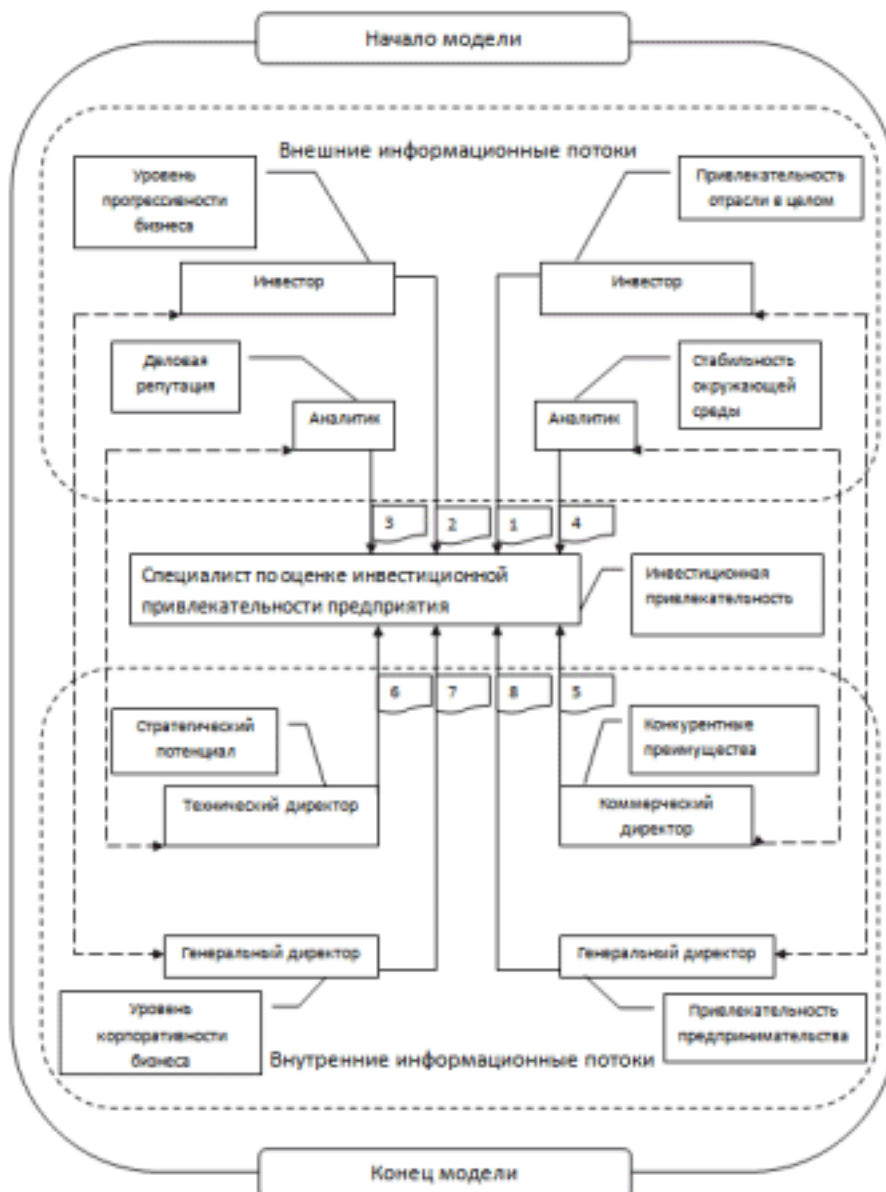 Начало модели
Внешние информационные потоки
Уровень
прогрессивности
бизнеса
Привлекательность
отрасли в целом
Инвестор
Инвестор
Деловая
репутация
Стабильность
окружающей
среды
Аналитик
Аналитик
3
2
1
4
Специалист по оценке инвестиционной
привлекательности предприятия
Инвестиционная
привлекательность
6
7
8
5
Стратегический
потенциал
Конкурентные
преимущества
Технический директор
Коммерческий
директор
Генеральный директор
Генеральный директор
Уровень
корпоративности
бизнеса
Привлекательность
предпринимательства
Внутренние информационные потоки
Конец модели